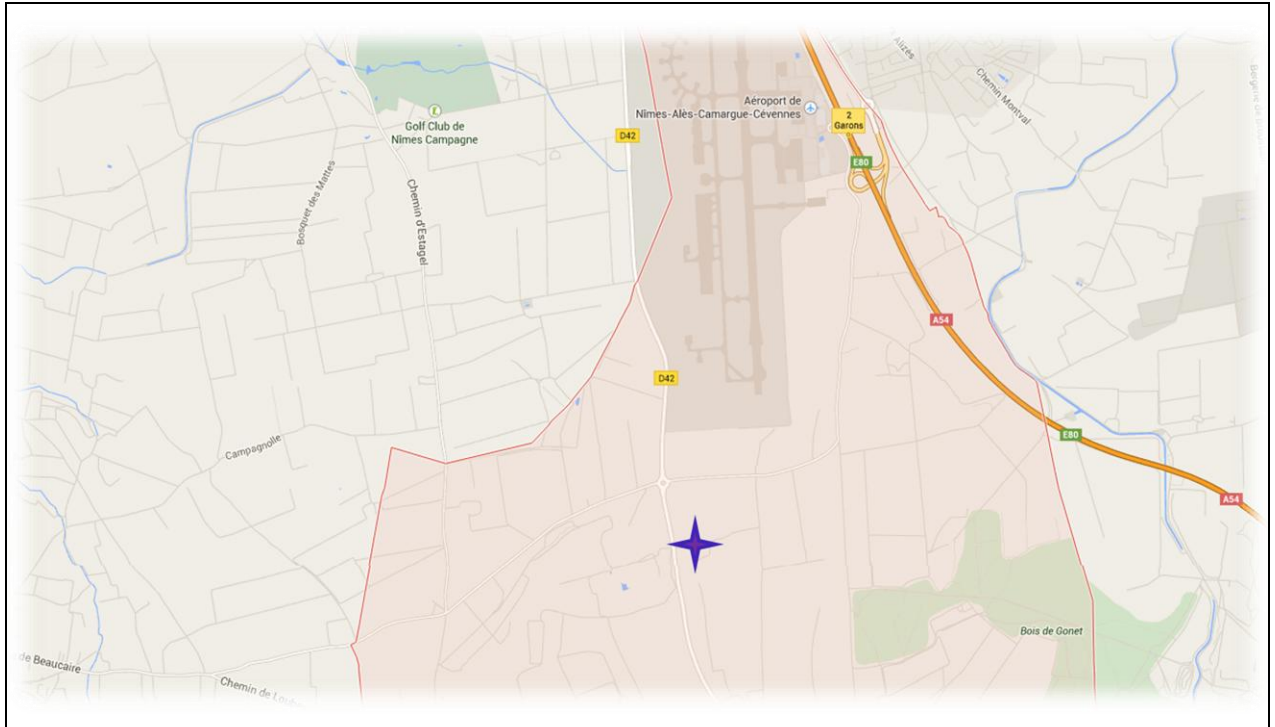 Alizés
Chemin Montval
Aéroport de
Nîmes-Alès-Camargue-Cévennes
2
Garons
Golf Club de
Nîmes Campagne
D42
E80
Bosquet des Mattes
Chemin d'Estagel
A54
D42
E80
Campagnolle
A54
Bois de Gonet
de Beaucaire
Chemin de